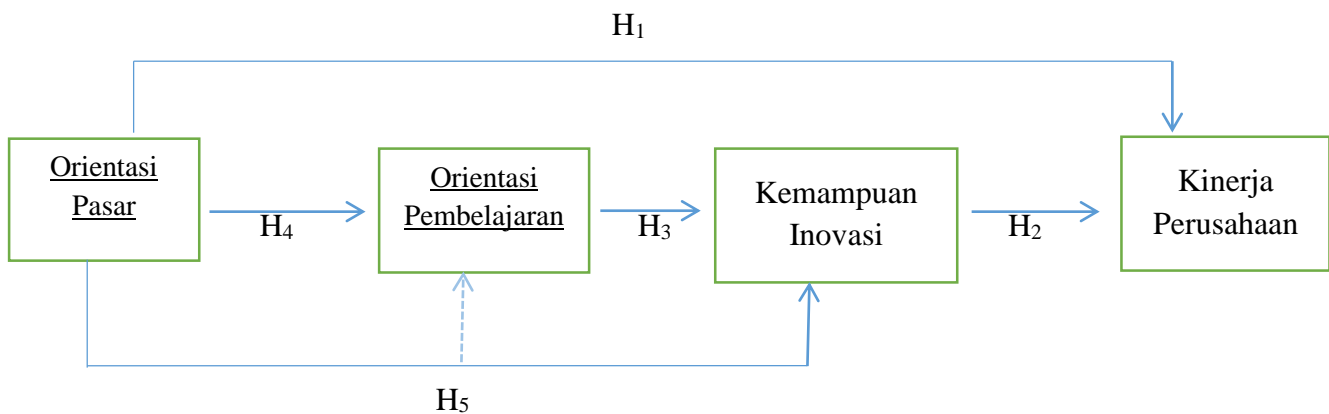 H₁
Orientasi
Pasar
H₄
Orientasi
Pembelajaran
H₃
Kemampuan
Inovasi
H₂
Kinerja
Perusahaan
H₅